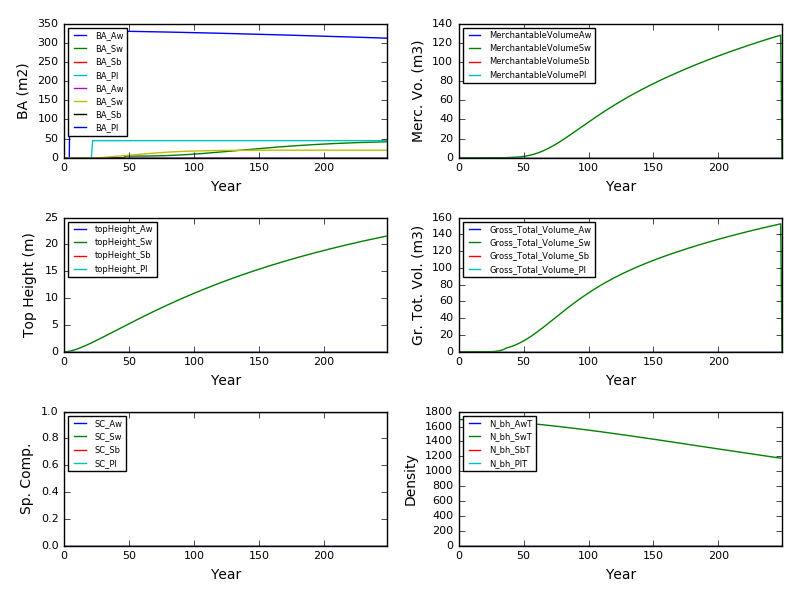 350
300
250
200
150
100
50
0
BA (m2)
BA_Aw
BA_Sw
BA_Sb
BA_Pl
BA_Aw
BA_Sw
BA_Sb
BA_Pl
0 50 100 150 200
Year
140
120
100
80
60
40
20
0
Merc. Vo. (m3)
MerchantableVolumeAw
MerchantableVolumeSw
MerchantableVolumeSb
MerchantableVolumePl
0 50 100 150 200
Year
25
20
15
10
5
0
Top Height (m)
topHeight_Aw
topHeight_Sw
topHeight_Sb
topHeight_Pl
0 50 100 150 200
Year
160
140
120
100
80
60
40
20
0
Gr. Tot. Vol. (m3)
Gross_Total_Volume_Aw
Gross_Total_Volume_Sw
Gross_Total_Volume_Sb
Gross_Total_Volume_Pl
0 50 100 150 200
Year
1.0
0.8
0.6
0.4
0.2
0.0
Sp. Comp.
SC_Aw
SC_Sw
SC_Sb
SC_Pl
0 50 100 150 200
Year
1800
1600
1400
1200
1000
800
600
400
200
0
Density
N_bh_AwT
N_bh_SwT
N_bh_SbT
N_bh_PlT
0 50 100 150 200
Year